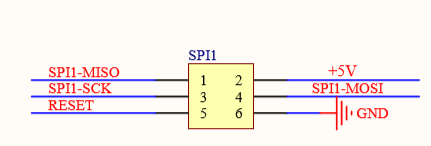 SPI1
SPI1-MISO 1 2 +5V
SPI1-SCK 3 4 SPI1-MOSI
RESET 5 6 GND